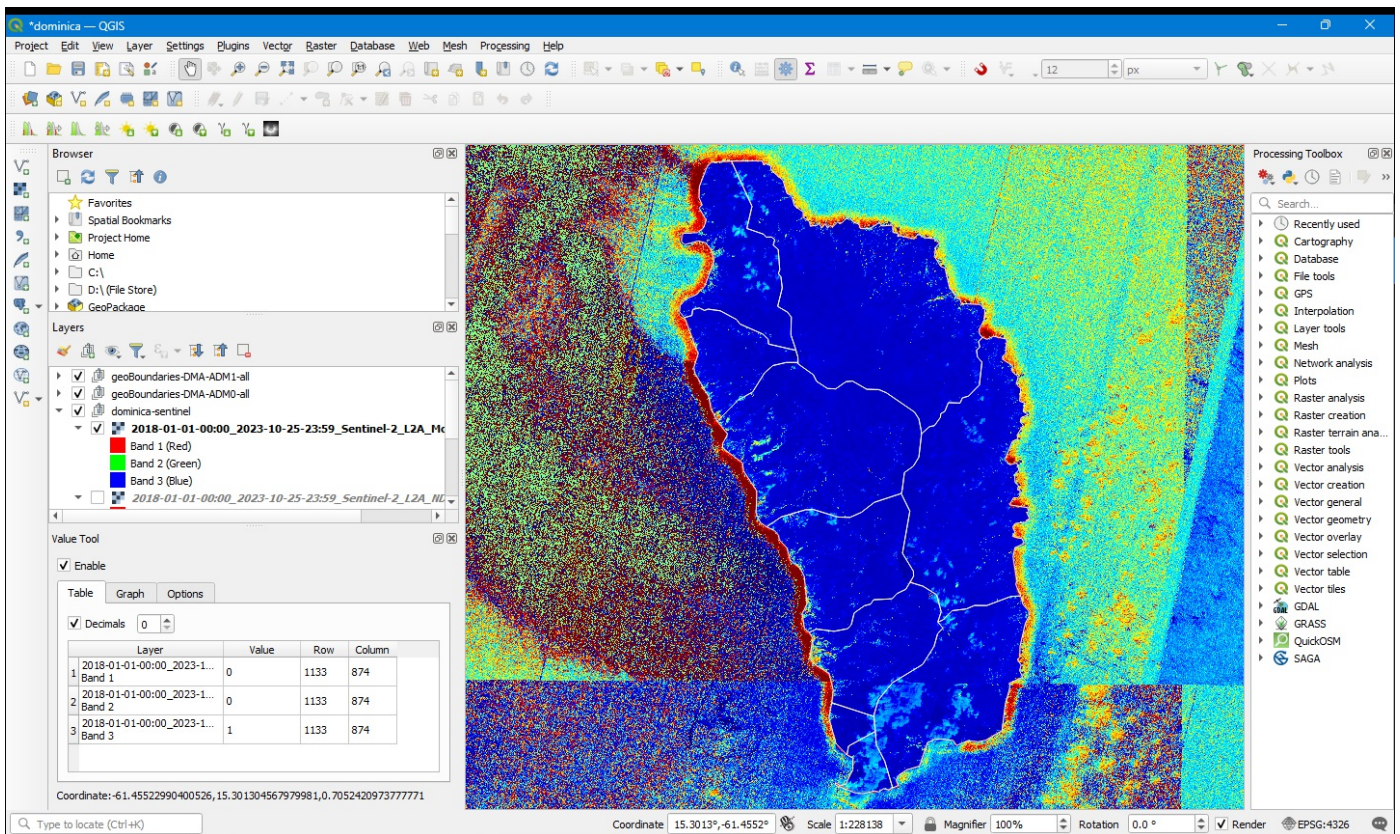 *dominica — QGIS
Project Edit View Layer Settings Plugins Vector Raster Database Web Mesh Processing Help
12 px
Browser
Favorites
Spatial Bookmarks
Project Home
Home
C:\
D:\ (File Store)
GeoPackage
Layers
geoBoundaries-DMA-ADM1-all
geoBoundaries-DMA-ADM0-all
dominica-sentinel
2018-01-01-00:00_2023-10-25-23:59_Sentinel-2_L2A_Mc
Band 1 (Red)
Band 2 (Green)
Band 3 (Blue)
2018-01-01-00:00_2023-10-25-23:59_Sentinel-2_L2A_ND
Value Tool
Enable
Table Graph Options
Decimals 0
Layer Value Row Column
1 2018-01-01-00:00_2023-1...
Band 1 0 1133 874
2 2018-01-01-00:00_2023-1...
Band 2 0 1133 874
3 2018-01-01-00:00_2023-1...
Band 3 1 1133 874
Coordinate:-61.45522990400526,15.301304567979981,0.7052420973777771
Processing Toolbox
Search...
Recently used
Cartography
Database
File tools
GPS
Interpolation
Layer tools
Mesh
Network analysis
Plots
Raster analysis
Raster creation
Raster terrain ana...
Raster tools
Vector analysis
Vector creation
Vector general
Vector geometry
Vector overlay
Vector selection
Vector table
Vector tiles
GDAL
GRASS
QuickOSM
SAGA
Type to locate (Ctrl+K) Coordinate 15.3013°,-61.4552° Scale 1:228138 Magnifier 100% Rotation 0.0 ° Render EPSG:4326